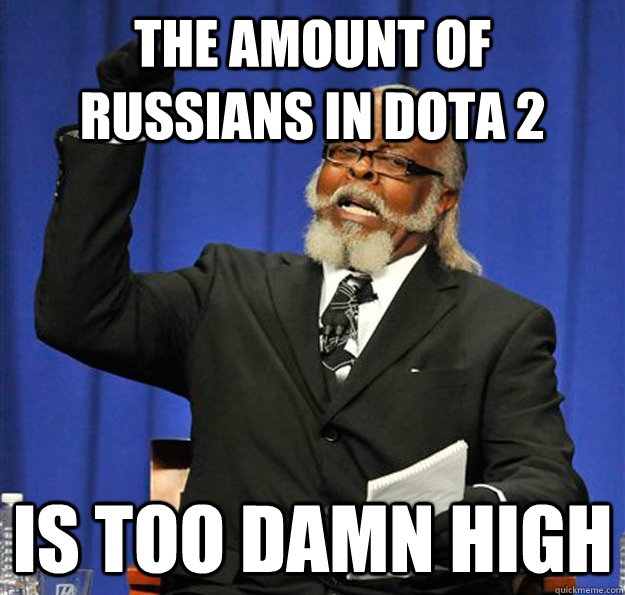 THE AMOUNT OF
RUSSIANS IN DOTA 2
IS TOO DAMN HIGH
quickmeme.com